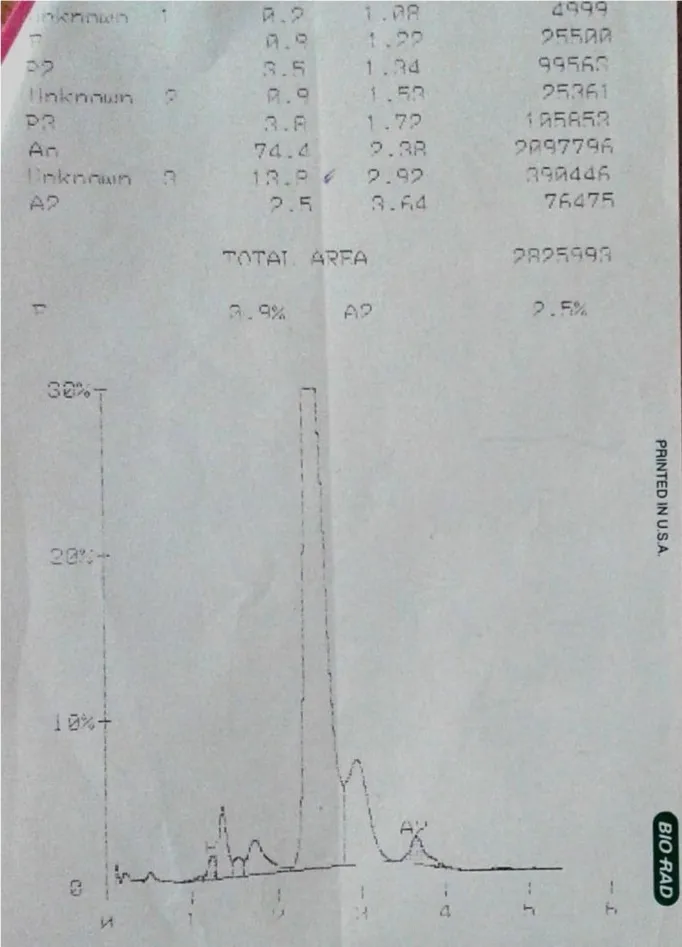 Unknown 1 0.2 1.08 4999
F 0.9 1.22 25500
P2 3.5 1.34 99563
Unknown 2 0.9 1.53 25361
P3 3.8 1.72 105853
Ao 74.4 2.38 2097796
Unknown 3 13.8 2.92 390446
A2 2.5 3.64 76475
TOTAL AREA 2825993
F 3.9% A2 2.5%
30%
20%
10%
F
A2
0
0 1 2 3 4 5 6
PRINTED IN U.S.A.
BIO-RAD